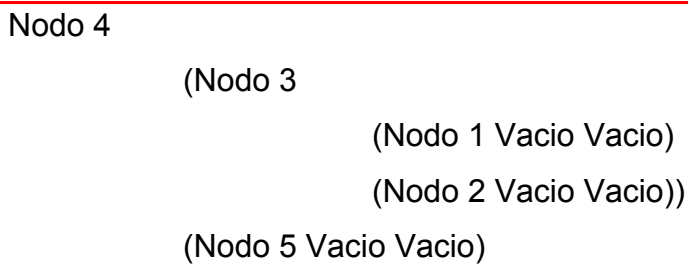 Nodo 4
(Nodo 3
(Nodo 1 Vacio Vacio)
(Nodo 2 Vacio Vacio))
(Nodo 5 Vacio Vacio)